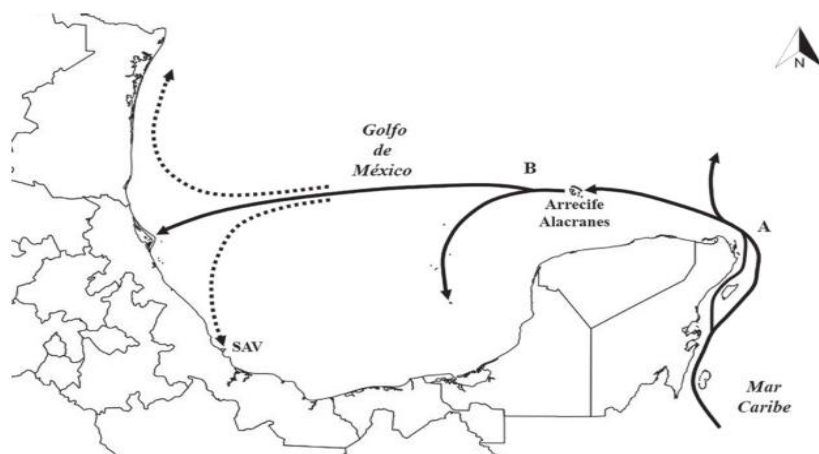 N
Golfo
de
México
B
Arrecife
Alacranes
A
SAV
Mar
Caribe